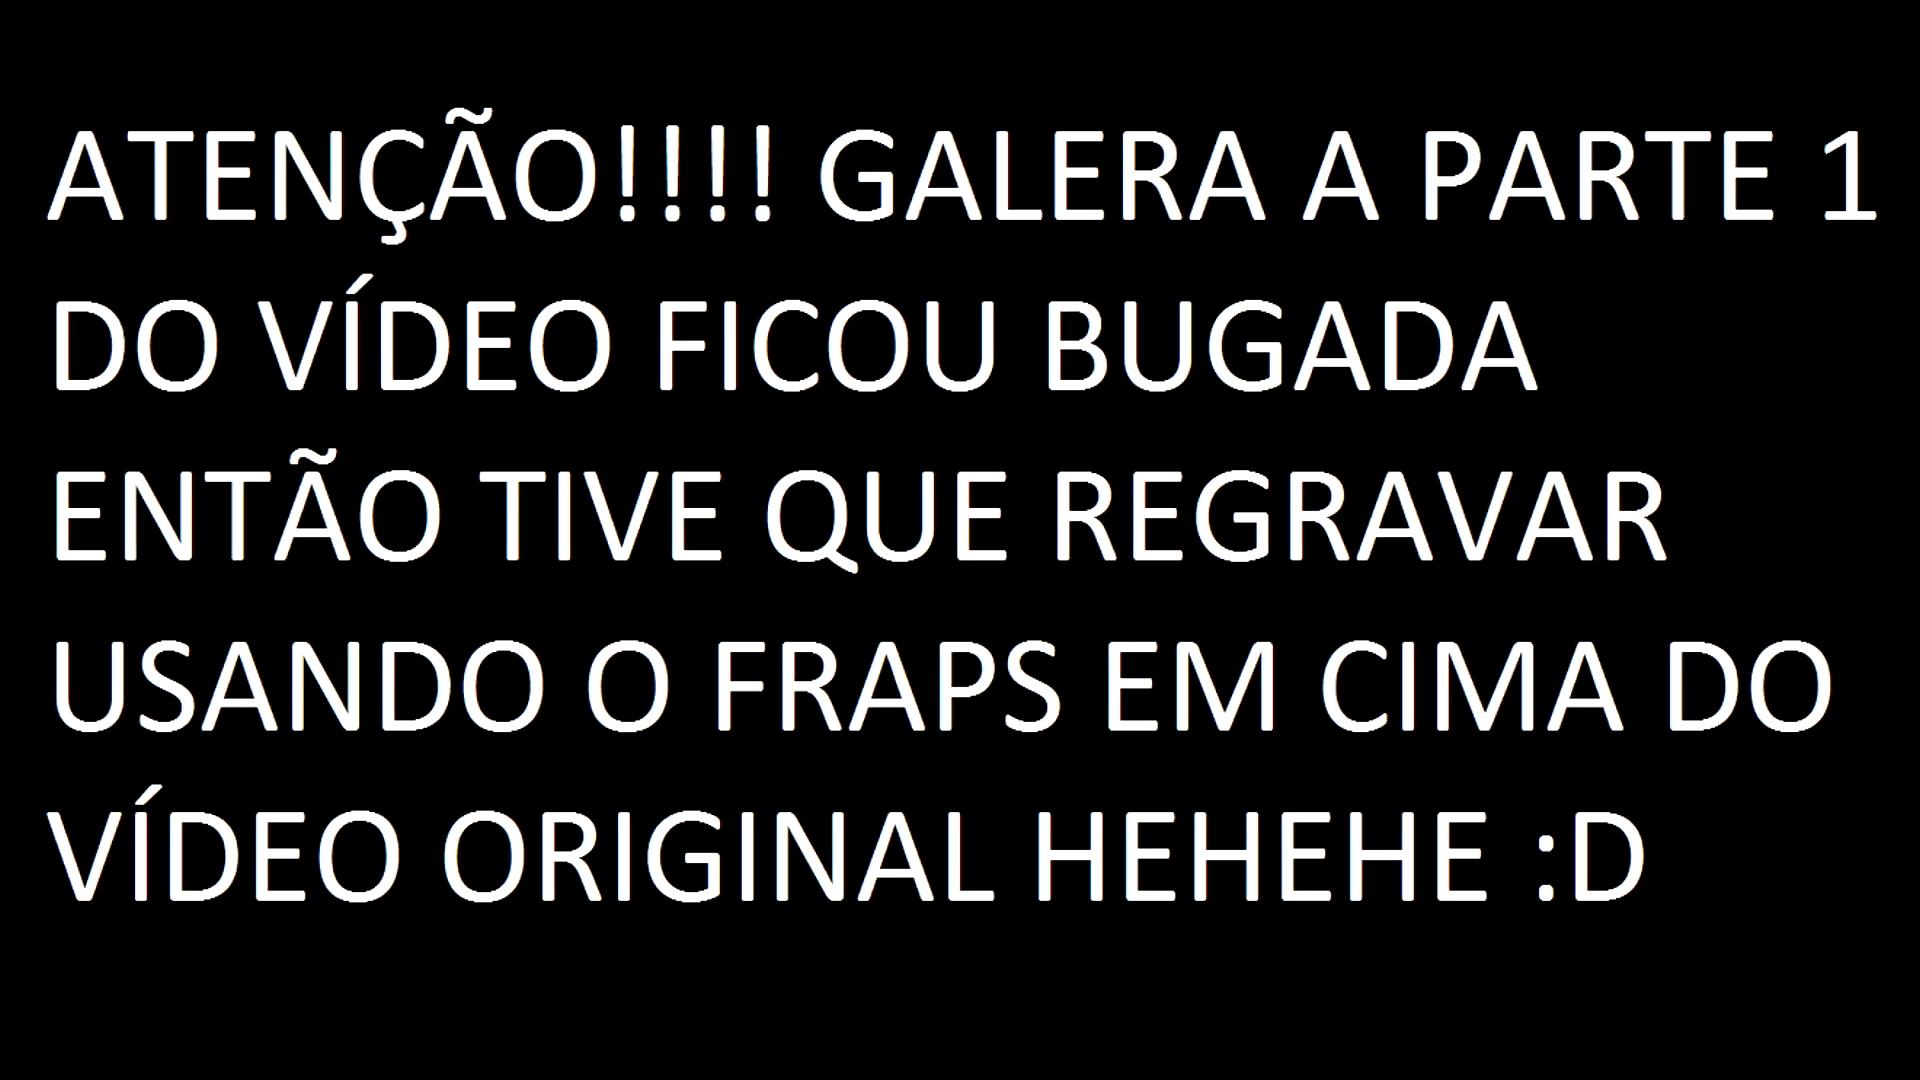 ATENÇÃO!!!! GALERA A PARTE 1
DO VÍDEO FICOU BUGADA
ENTÃO TIVE QUE REGRAVAR
USANDO O FRAPS EM CIMA DO
VÍDEO ORIGINAL HEHEHE :D